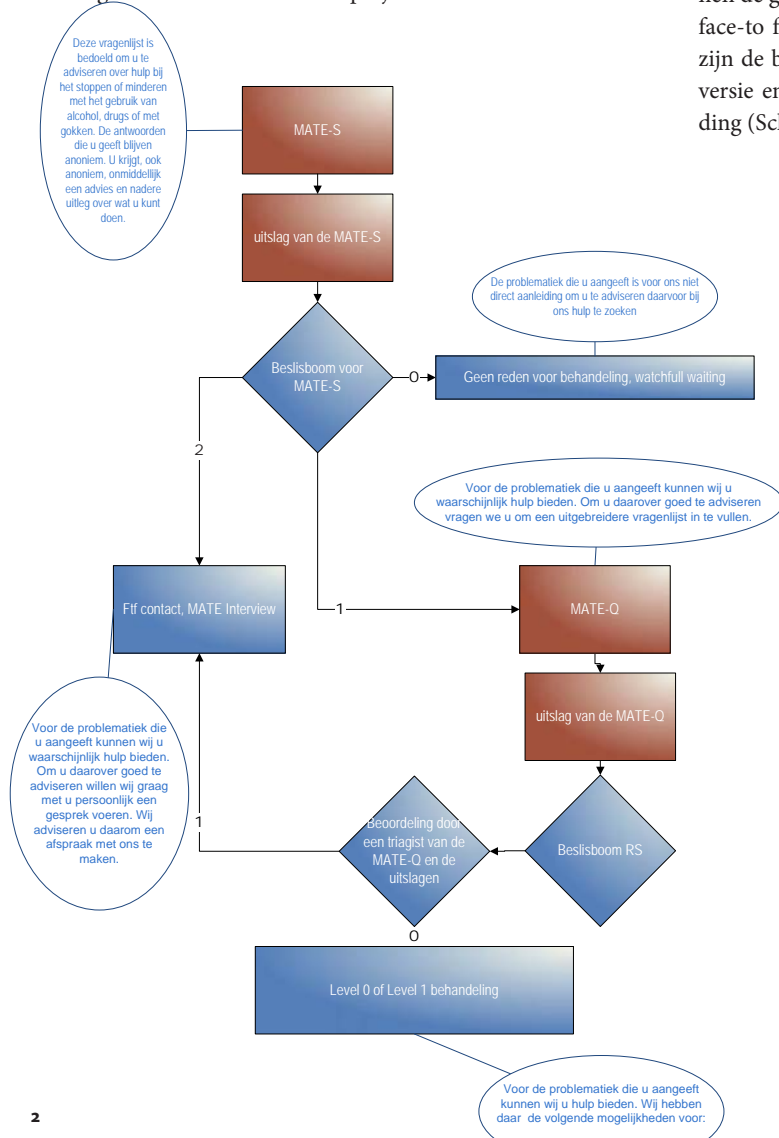 face-to f
zijn de b
versie en
ding (Sc
Deze vragenlijst is
bedoeld om u te
adviseren over hulp bij
het stoppen of minderen
met het gebruik van
alcohol, drugs of met
gokken. De antwoorden
die u geeft blijven
anoniem. U krijgt, ook
anoniem, onmiddellijk
een advies en nadere
uitleg over wat u kunt
doen.
MATE-S
uitslag van de MATE-S
De problematiek die u aangeeft is voor ons niet
direct aanleiding om u te adviseren daarvoor bij
ons hulp te zoeken
Beslisboom voor
MATE-S
0
Geen reden voor behandeling, watchfull waiting
2
Voor de problematiek die u aangeeft kunnen wij u
waarschijnlijk hulp bieden. Om u daarover goed te adviseren
vragen we u om een uitgebreidere vragenlijst in te vullen.
Ftf contact, MATE Interview
1
MATE-Q
uitslag van de MATE-Q
Voor de problematiek die
u aangeeft kunnen wij u
waarschijnlijk hulp bieden.
Om u daarover goed te
adviseren willen wij graag
met u persoonlijk een
gesprek voeren. Wij
adviseren u daarom een
afspraak met ons te
maken.
1
Beoordeling door
een triagist van de
MATE-Q en de
uitslagen
Beslisboom RS
0
Level 0 of Level 1 behandeling
Voor de problematiek die u aangeeft
kunnen wij u hulp bieden. Wij hebben
daar de volgende mogelijkheden voor:
2